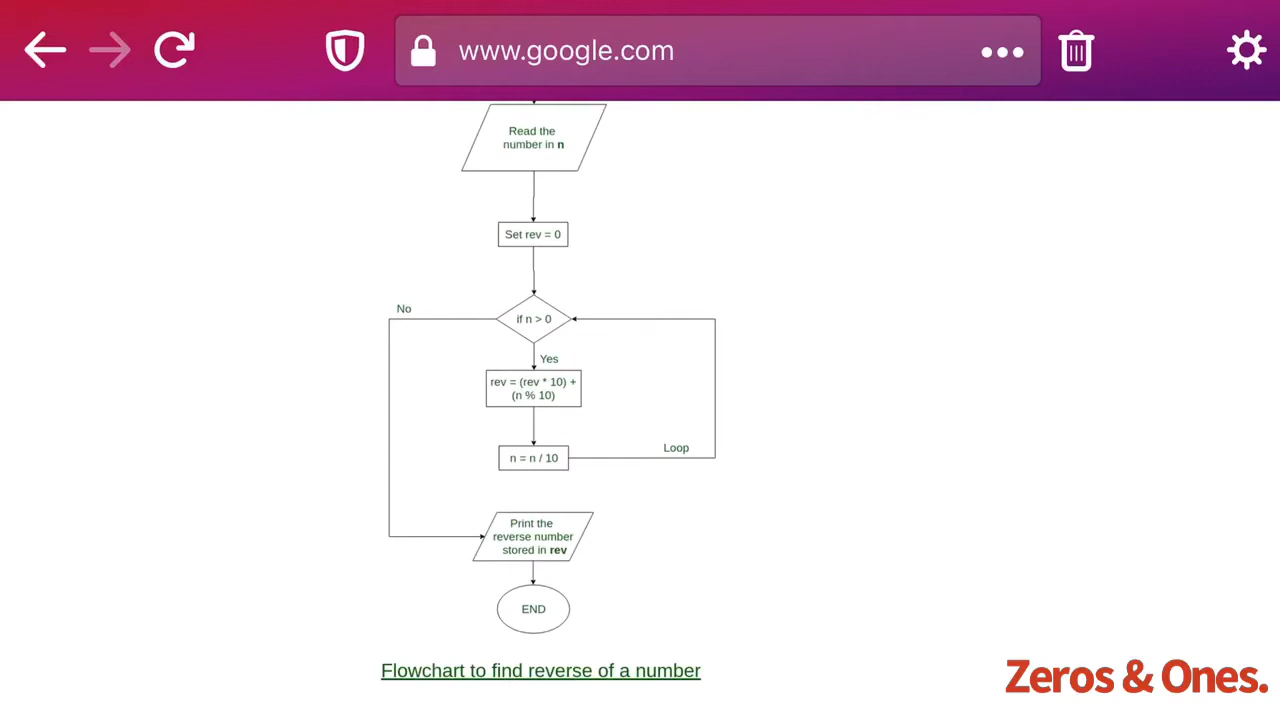 www.google.com
Read the
number in n
Set rev = 0
No
if n > 0
Yes
rev = (rev * 10) +
(n % 10)
Loop
n = n / 10
Print the
reverse number
stored in rev
END
Flowchart to find reverse of a number
Zeros & Ones.